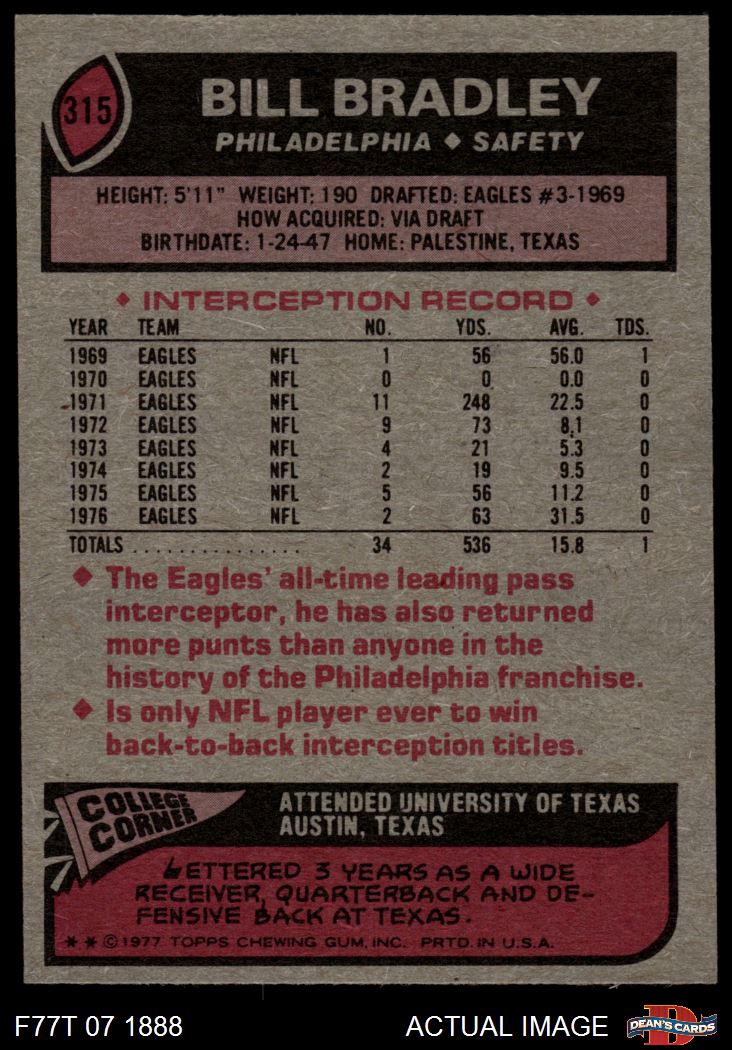 315
BILL BRADLEY
PHILADELPHIA ◆ SAFETY
HEIGHT: 5'11" WEIGHT: 190 DRAFTED: EAGLES #3-1969
HOW ACQUIRED: VIA DRAFT
BIRTHDATE: 1-24-47 HOME: PALESTINE, TEXAS
◆ INTERCEPTION RECORD ◆
YEAR TEAM NO. YDS. AVG. TDS.
1969 EAGLES NFL 1 56 56.0 1
1970 EAGLES NFL 0 0 0.0 0
1971 EAGLES NFL 11 248 22.5 0
1972 EAGLES NFL 9 73 8.1 0
1973 EAGLES NFL 4 21 5.3 0
1974 EAGLES NFL 2 19 9.5 0
1975 EAGLES NFL 5 56 11.2 0
1976 EAGLES NFL 2 63 31.5 0
TOTALS ................ 34 536 15.8 1
◆ The Eagles' all-time leading pass
interceptor, he has also returned
more punts than anyone in the
history of the Philadelphia franchise.
◆ Is only NFL player ever to win
back-to-back interception titles.
COLLEGE
CORNER
ATTENDED UNIVERSITY OF TEXAS
AUSTIN, TEXAS
LETTERED 3 YEARS AS A WIDE
RECEIVER, QUARTERBACK AND DE-
FENSIVE BACK AT TEXAS.
**©1977 TOPPS CHEWING GUM, INC. PRTD. IN U.S.A.
F77T 07 1888 ACTUAL IMAGE
D
DEAN'S CARDS